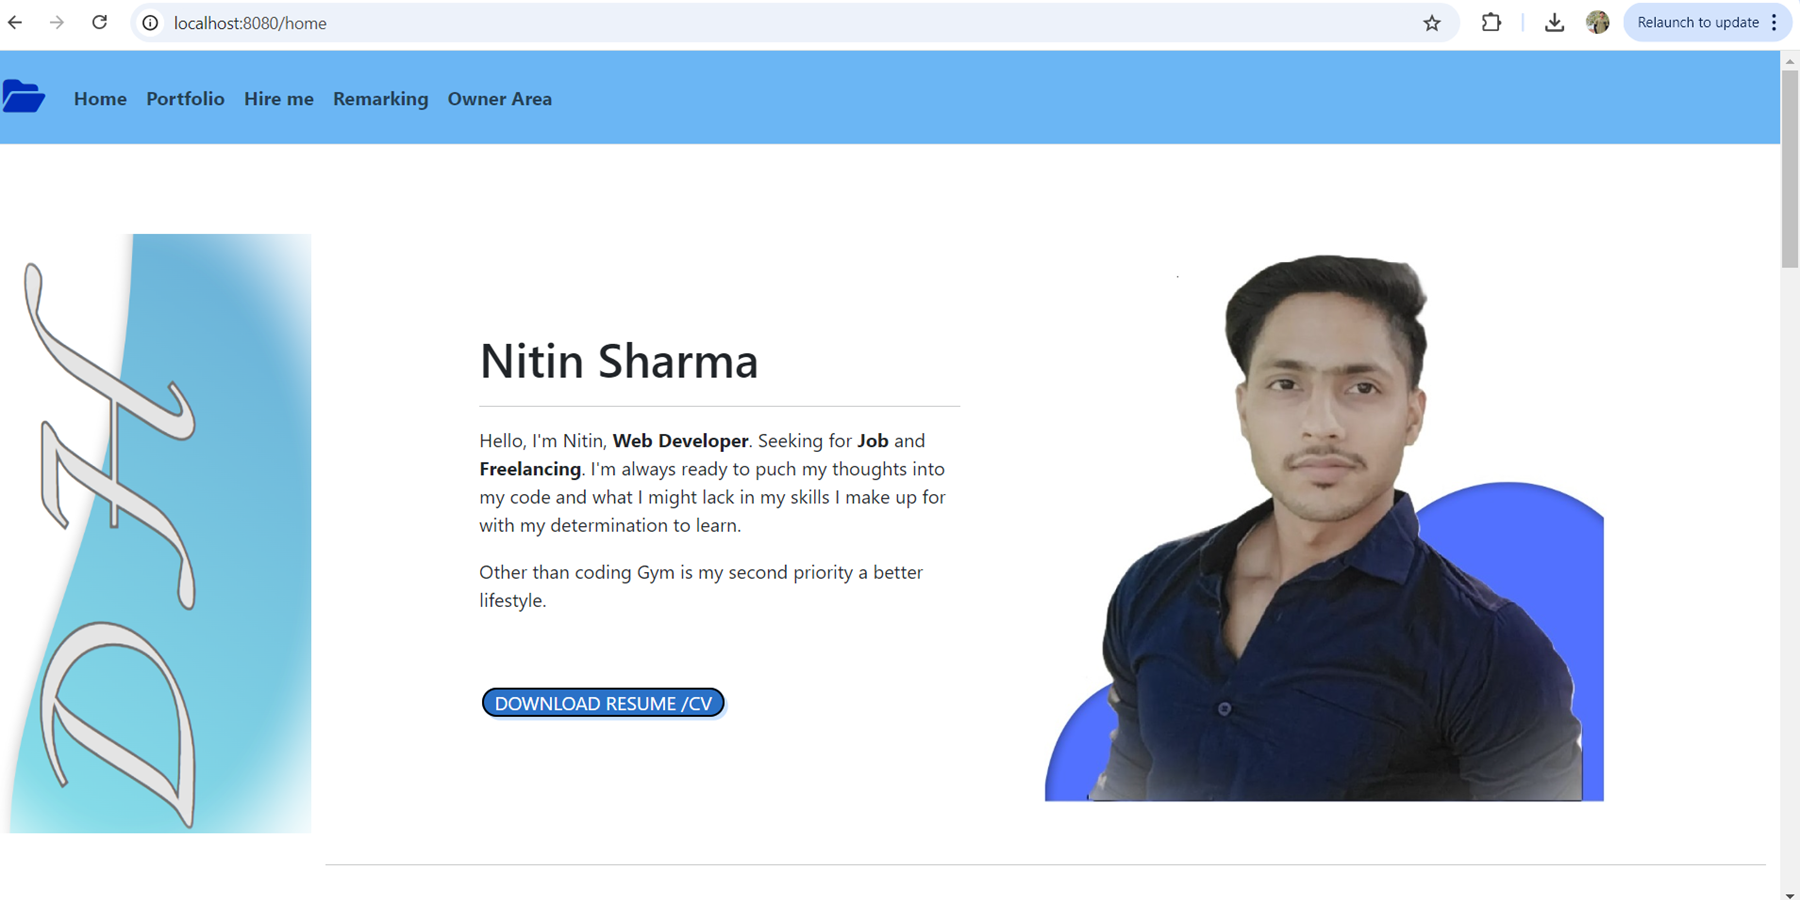 localhost:8080/home
Relaunch to update
Home Portfolio Hire me Remarking Owner Area
DH
Nitin Sharma
Hello, I'm Nitin, Web Developer. Seeking for Job and
Freelancing. I'm always ready to puch my thoughts into
my code and what I might lack in my skills I make up for
with my determination to learn.
Other than coding Gym is my second priority a better
lifestyle.
DOWNLOAD RESUME /CV